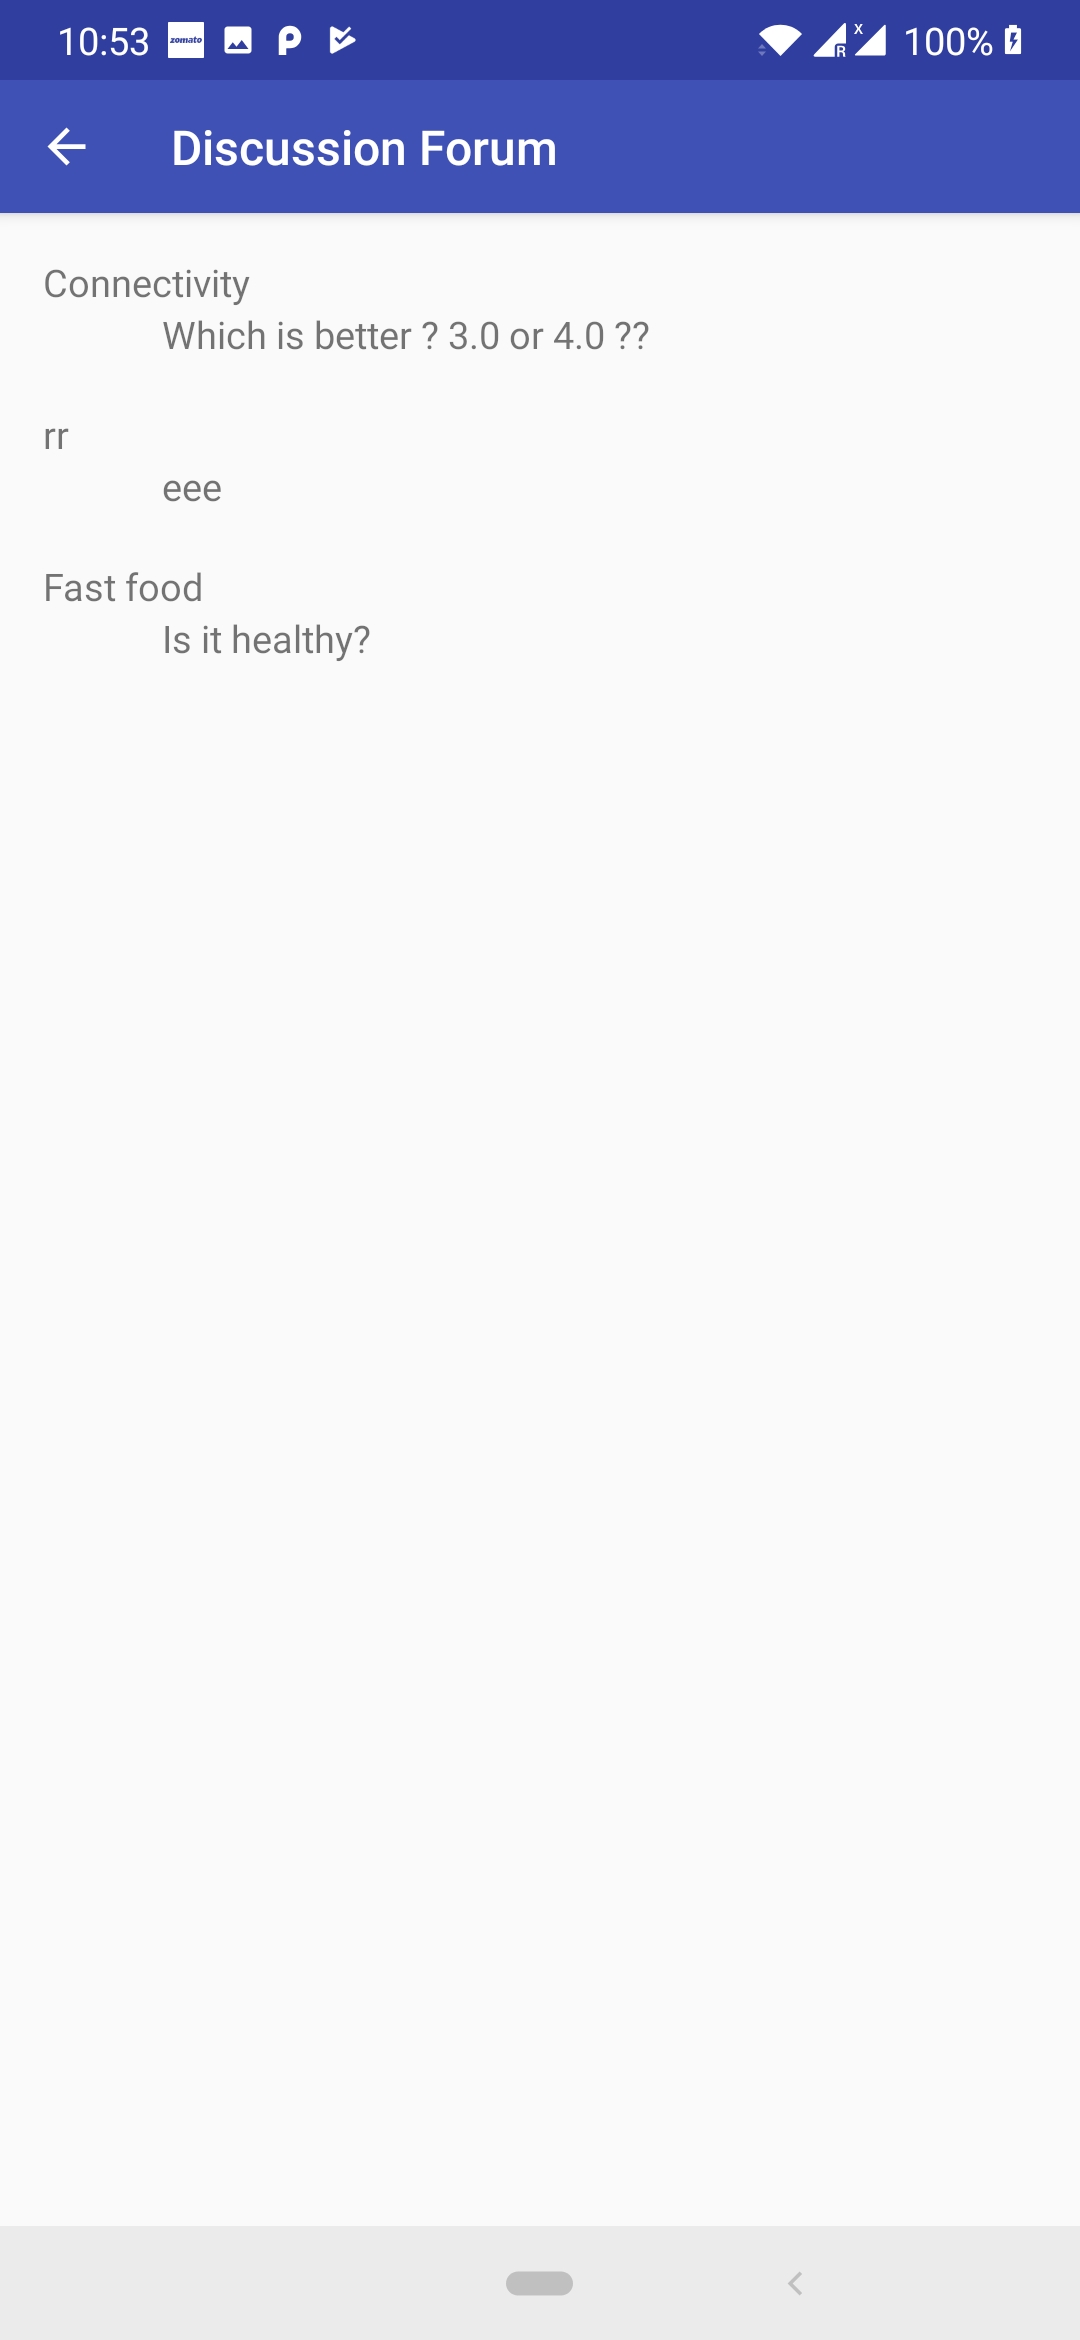 10:53 zomato 100%
Discussion Forum
Connectivity
Which is better ? 3.0 or 4.0 ??
rr
eee
Fast food
Is it healthy?